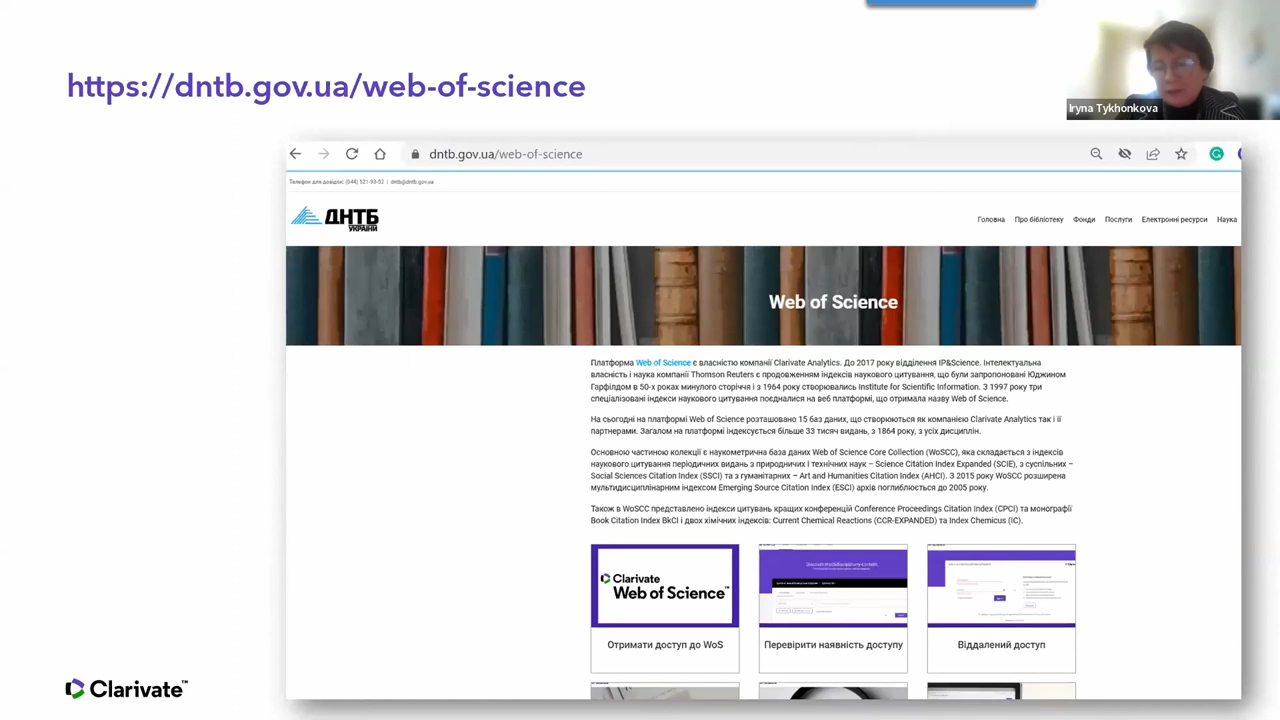 https://dntb.gov.ua/web-of-science
Iryna Tykhonkova
dntb.gov.ua/web-of-science
Телефон для довідок: (044) 521-93-52 | dntb@dntb.gov.ua
ДНТБ
УКРАЇНИ
Головна Про бібліотеку Фонди Послуги Електронні ресурси Наука
Web of Science
Платформа Web of Science є власністю компанії Clarivate Analytics. До 2017 року відділення IP&Science. Інтелектуальна
власність і наука компанії Thomson Reuters є продовженням індексів наукового цитування, що були запропоновані Юджином
Гарфілдом в 50-х роках минулого сторіччя і з 1964 року створювались Institute for Scientific Information. З 1997 року три
спеціалізовані індекси наукового цитування поєдналися на веб платформі, що отримала назву Web of Science.
На сьогодні на платформі Web of Science розташовано 15 баз даних, що створюються як компанією Clarivate Analytics так і її
партнерами. Загалом на платформі індексується більше 33 тисяч видань, з 1864 року, з усіх дисциплін.
Основною частиною колекції є наукометрична база даних Web of Science Core Collection (WoSCC), яка складається з індексів
наукового цитування періодичних видань з природничих і технічних наук – Science Citation Index Expanded (SCIE), з суспільних –
Social Sciences Citation Index (SSCI) та з гуманітарних – Art and Humanities Citation Index (AHCI). З 2015 року WoSCC розширена
мультидисциплінарним індексом Emerging Source Citation Index (ESCI) архів поглиблюється до 2005 року.
Також в WoSCC представлено індекси цитувань кращих конференцій Conference Proceedings Citation Index (CPCI) та монографії
Book Citation Index BkCI і двох хімічних індексів: Current Chemical Reactions (CCR-EXPANDED) та Index Chemicus (IC).
Clarivate
Web of Science™
Отримати доступ до WoS
Перевірити наявність доступу
Віддалений доступ
Clarivate™